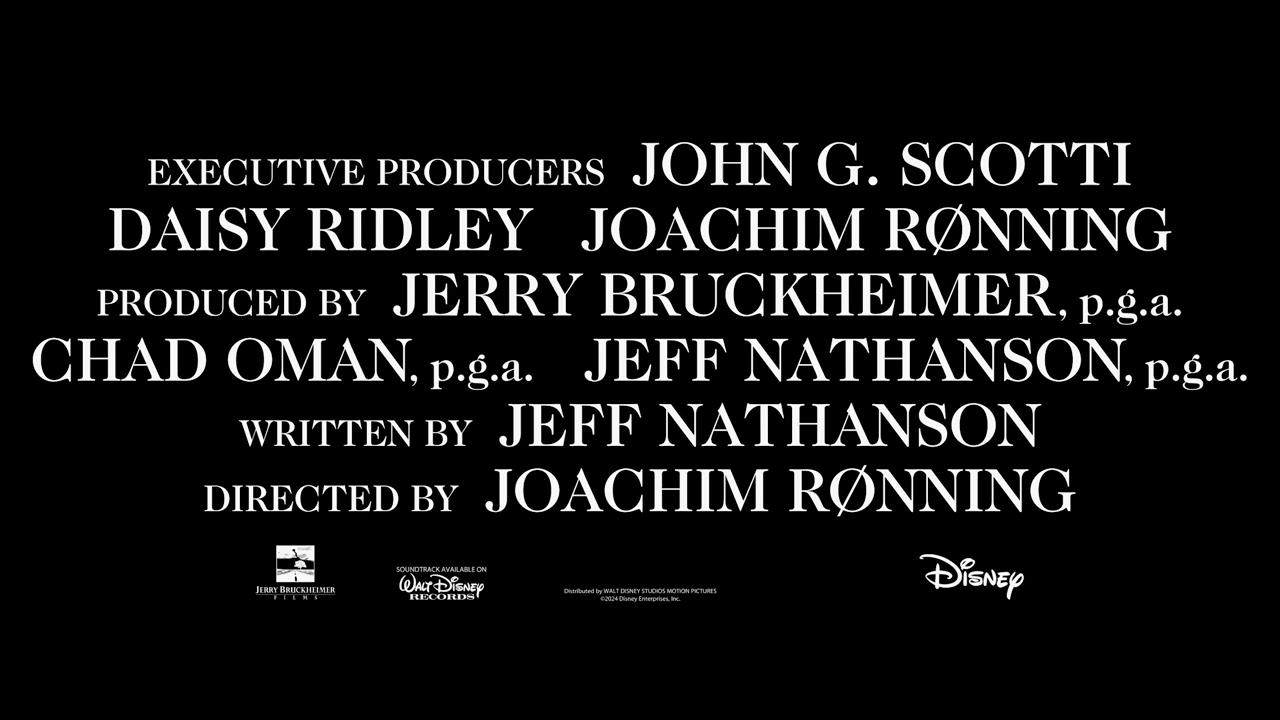 EXECUTIVE PRODUCERS JOHN G. SCOTTI
DAISY RIDLEY JOACHIM RØNNING
PRODUCED BY JERRY BRUCKHEIMER, p.g.a.
CHAD OMAN, p.g.a. JEFF NATHANSON, p.g.a.
WRITTEN BY JEFF NATHANSON
DIRECTED BY JOACHIM RØNNING
JERRY BRUCKHEIMER
FILMS
SOUNDTRACK AVAILABLE ON
WALT DISNEY
RECORDS
Distributed by WALT DISNEY STUDIOS MOTION PICTURES
©2024 Disney Enterprises, Inc.
DISNEY